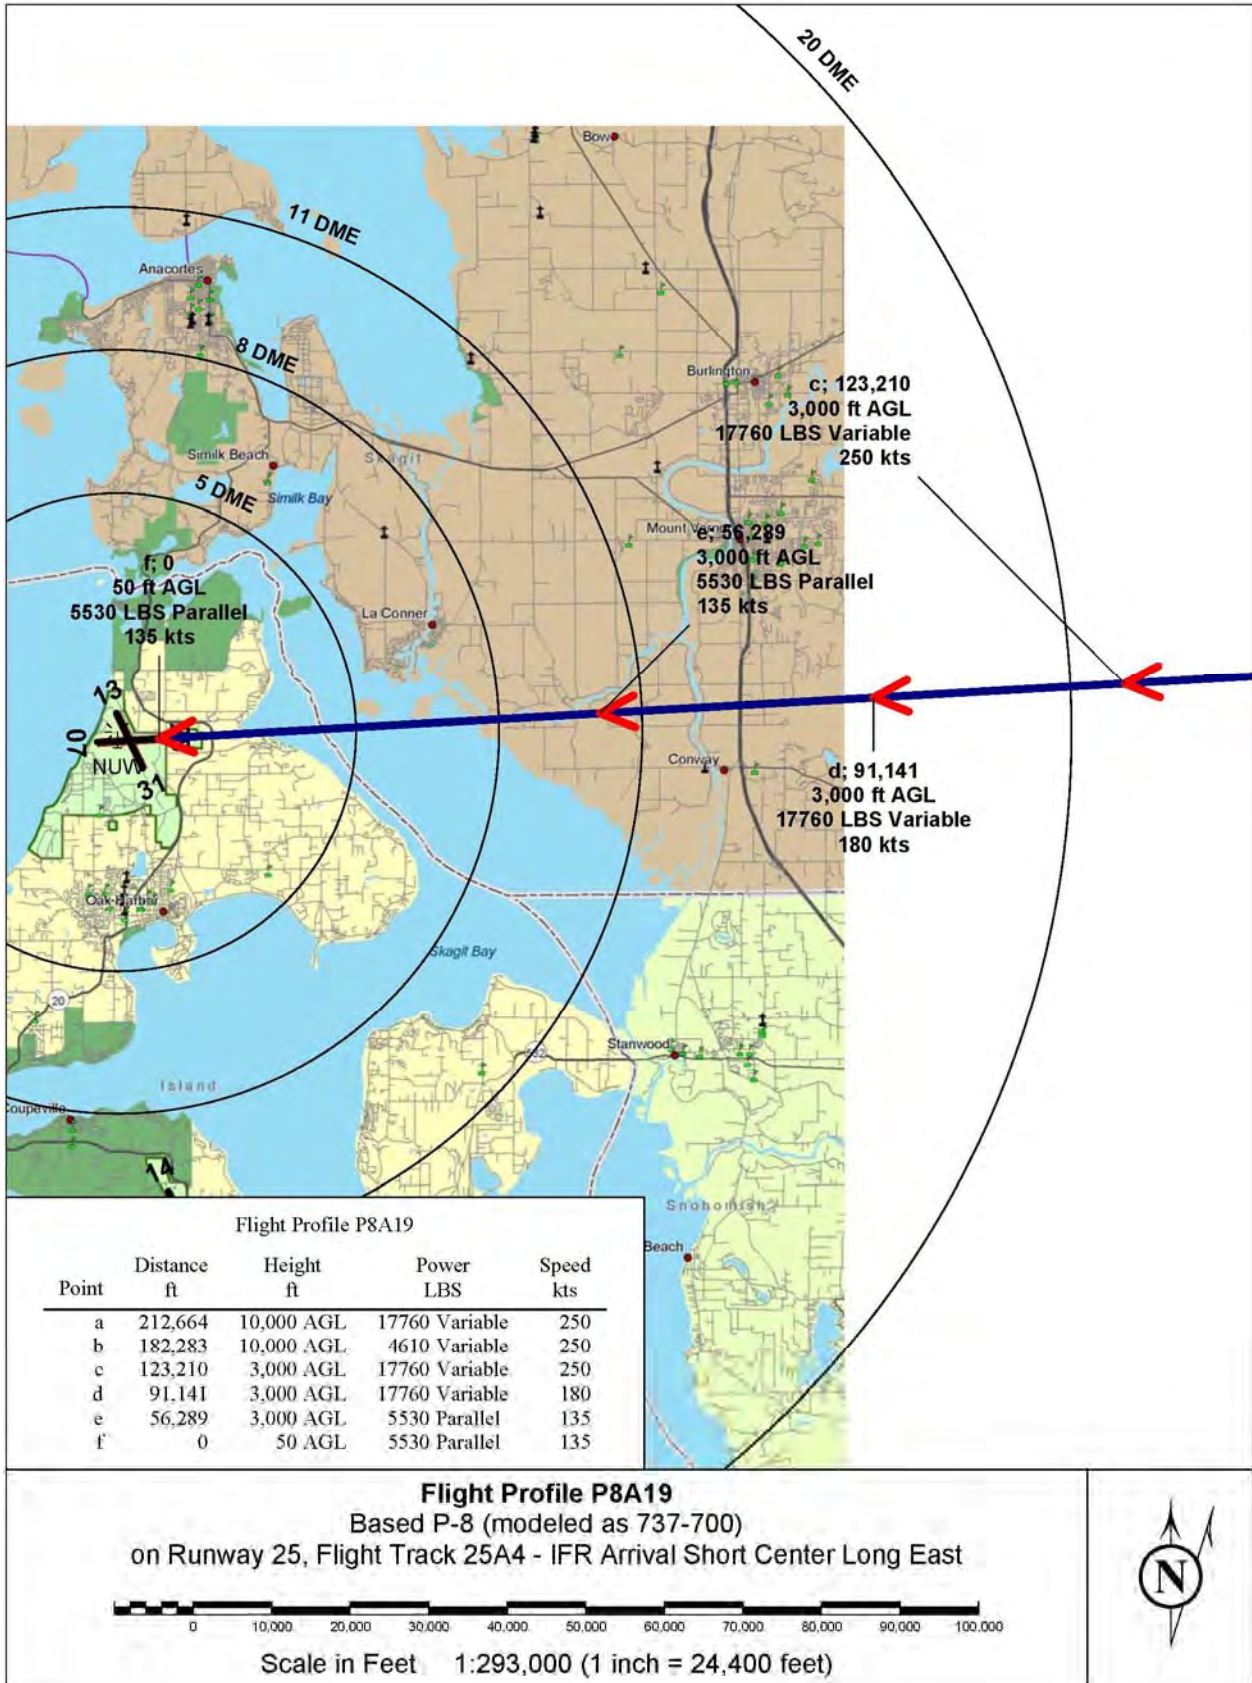 20 DME
Bow
11 DME
Anacortes
8 DME
Burlington
c; 123,210
3,000 ft AGL
17760 LBS Variable
250 kts
Similk Beach
Skagit
5 DME
Similk Bay
Mount
e; 56,289
3,000 ft AGL
5530 LBS Parallel
135 kts
f; 0
50 ft AGL
5530 LBS Parallel
135 kts
La Conner
13
07
NUW
31
Conway
d; 91,141
3,000 ft AGL
17760 LBS Variable
180 kts
Oak Harbor
Skagit Bay
20
532
Stanwood
Island
Coupeville
14
Snohomish
Beach
Flight Profile P8A19
Point Distance ft Height ft Power LBS Speed kts
a 212,664 10,000 AGL 17760 Variable 250
b 182,283 10,000 AGL 4610 Variable 250
c 123,210 3,000 AGL 17760 Variable 250
d 91,141 3,000 AGL 17760 Variable 180
e 56,289 3,000 AGL 5530 Parallel 135
f 0 50 AGL 5530 Parallel 135
Flight Profile P8A19
Based P-8 (modeled as 737-700)
on Runway 25, Flight Track 25A4 - IFR Arrival Short Center Long East
0 10,000 20,000 30,000 40,000 50,000 60,000 70,000 80,000 90,000 100,000
Scale in Feet 1:293,000 (1 inch = 24,400 feet)
N